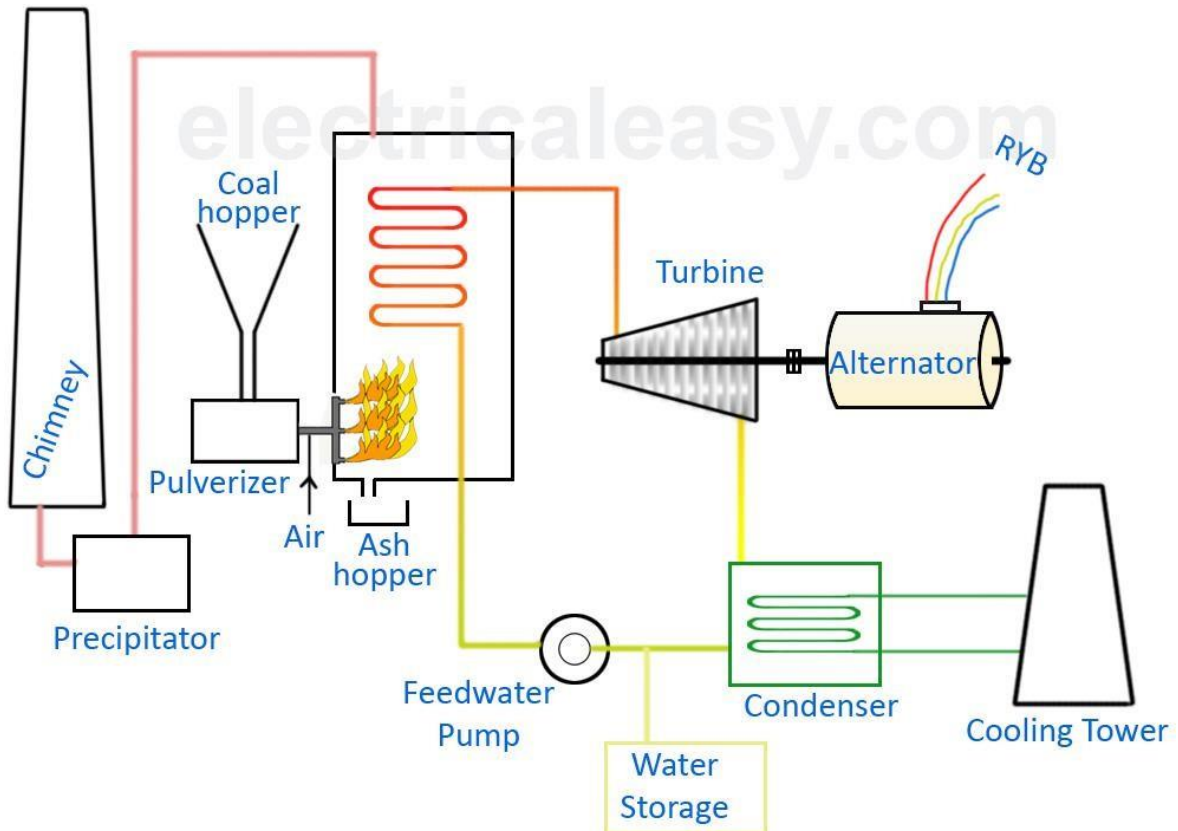 electricaleasy.com
RYB
Coal
hopper
Turbine
Alternator
Chimney
Pulverizer
Air
Ash
hopper
Precipitator
Feedwater
Pump
Condenser
Cooling Tower
Water
Storage